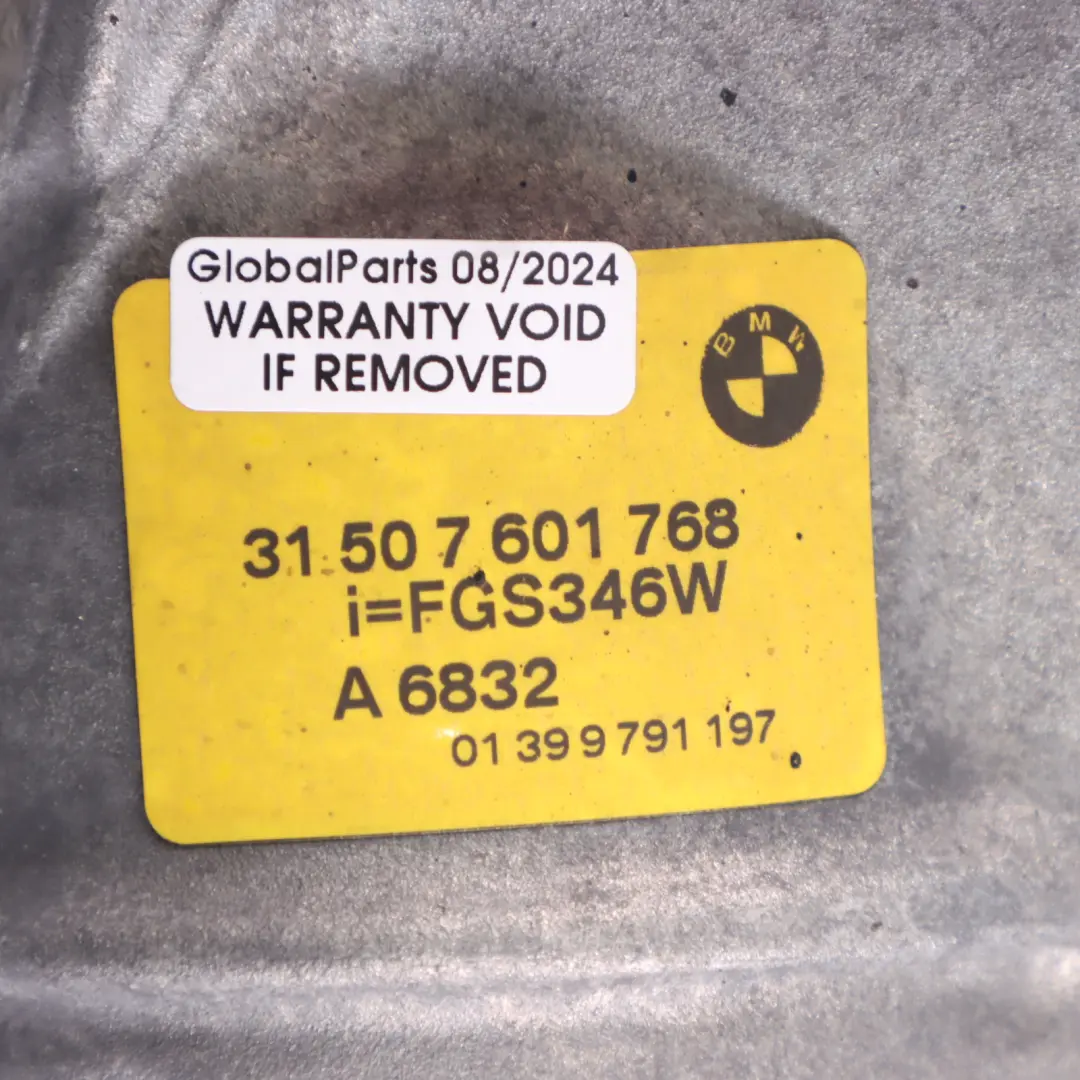 GlobalParts 08/2024
WARRANTY VOID
IF REMOVED
BMW
31 50 7 601 768
i=FGS346W
A 6832
01 39 9 791 197